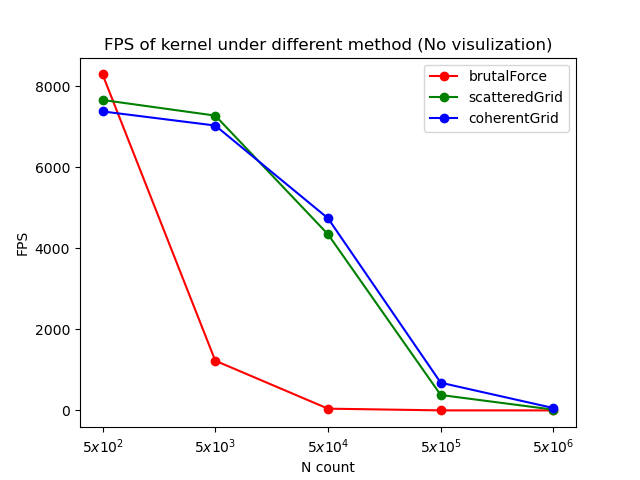 FPS of kernel under different method (No visulization)
brutalForce
scatteredGrid
coherentGrid
FPS
8000
6000
4000
2000
0
5x10²
5x10³
5x10⁴
5x10⁵
5x10⁶
N count